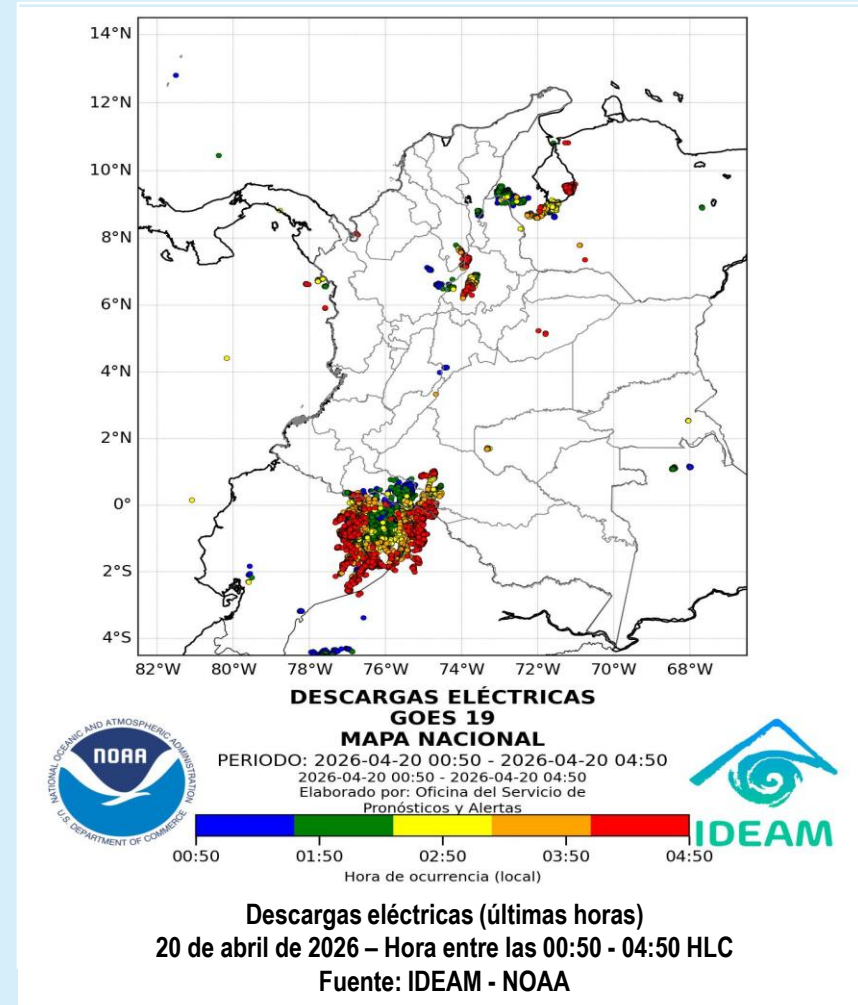 14°N
12°N
10°N
8°N
6°N
4°N
2°N
0°
2°S
4°S
82°W 80°W 78°W 76°W 74°W 72°W 70°W 68°W
DESCARGAS ELÉCTRICAS
GOES 19
MAPA NACIONAL
PERIODO: 2026-04-20 00:50 - 2026-04-20 04:50
2026-04-20 00:50 - 2026-04-20 04:50
Elaborado por: Oficina del Servicio de
Pronósticos y Alertas
NATIONAL OCEANIC AND ATMOSPHERIC ADMINISTRATION
NOAA
U.S. DEPARTMENT OF COMMERCE
IDEAM
00:50 01:50 02:50 03:50 04:50
Hora de ocurrencia (local)
Descargas eléctricas (últimas horas)
20 de abril de 2026 – Hora entre las 00:50 - 04:50 HLC
Fuente: IDEAM - NOAA